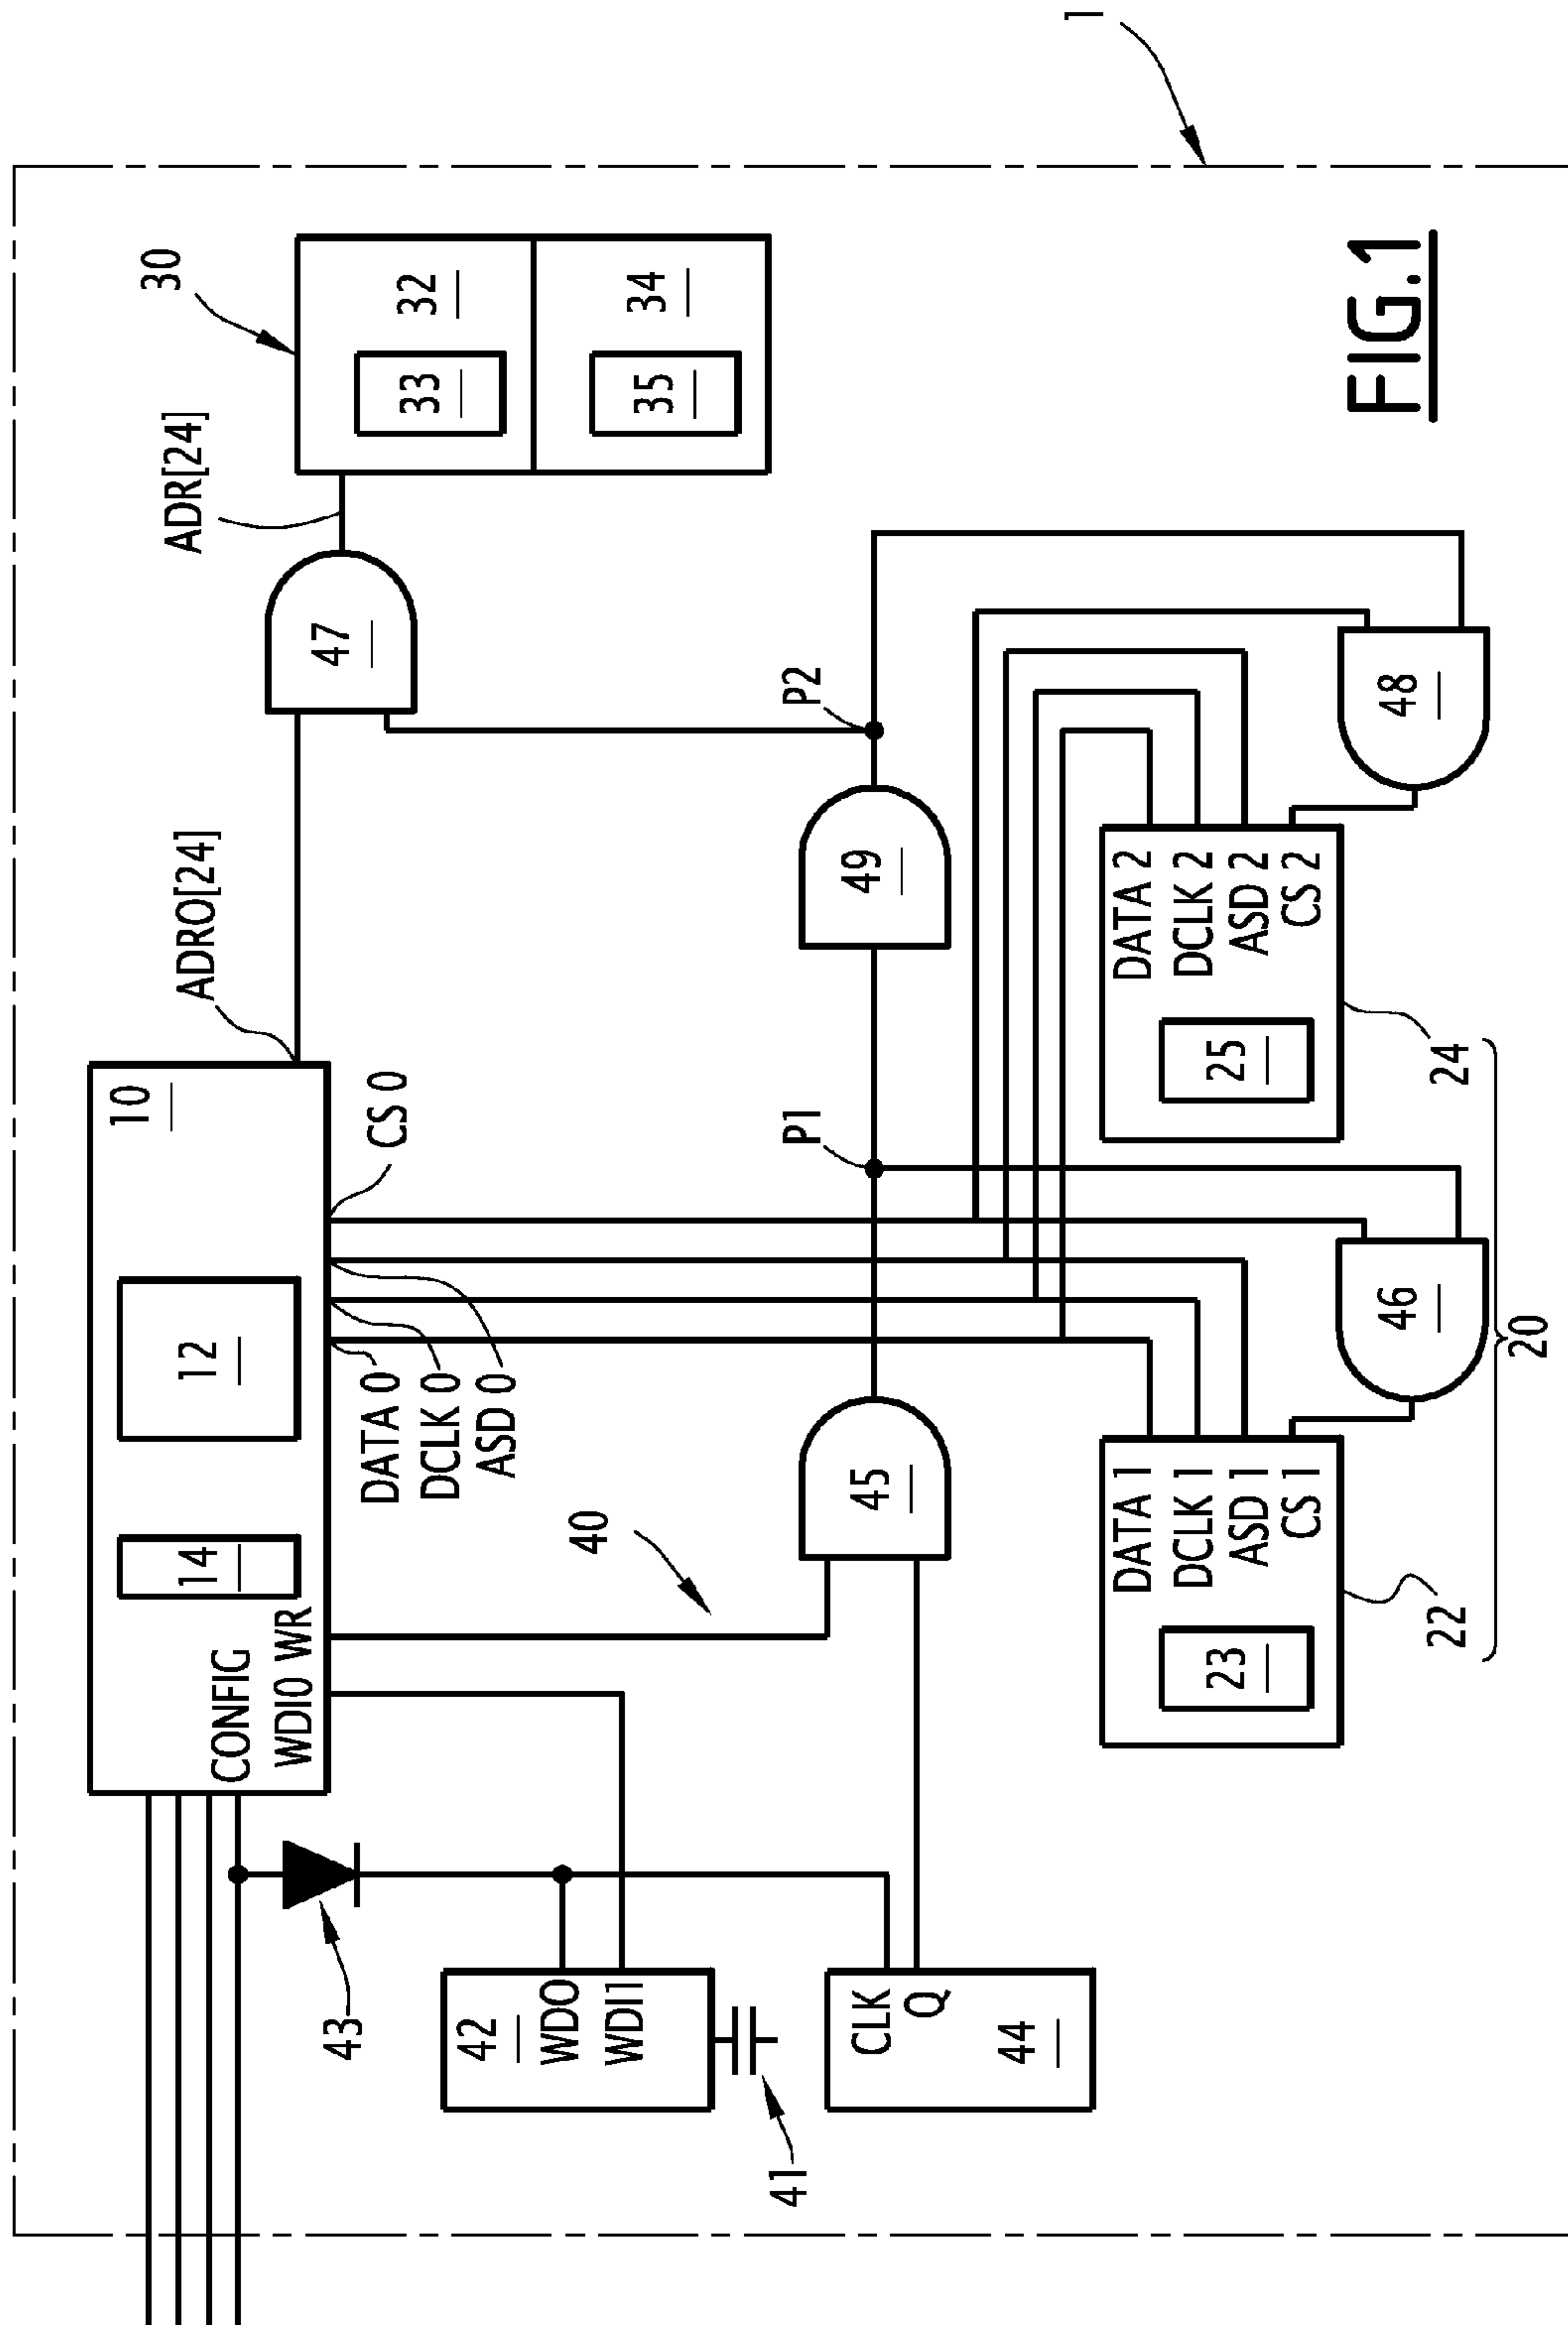 1
30
32
33
34
35
ADR[24]
47
ADRO[24]
10
CS 0
12
14
CONFIG
WDI0 WR
DATA 0
DCLK 0
ASD 0
40
P2
49
P1
45
48
DATA 2
DCLK 2
ASD 2
CS 2
25
24
46
DATA 1
DCLK 1
ASD 1
CS 1
23
22
20
43
42
WDO
WDI1
41
CLK
Q
44
FIG.1